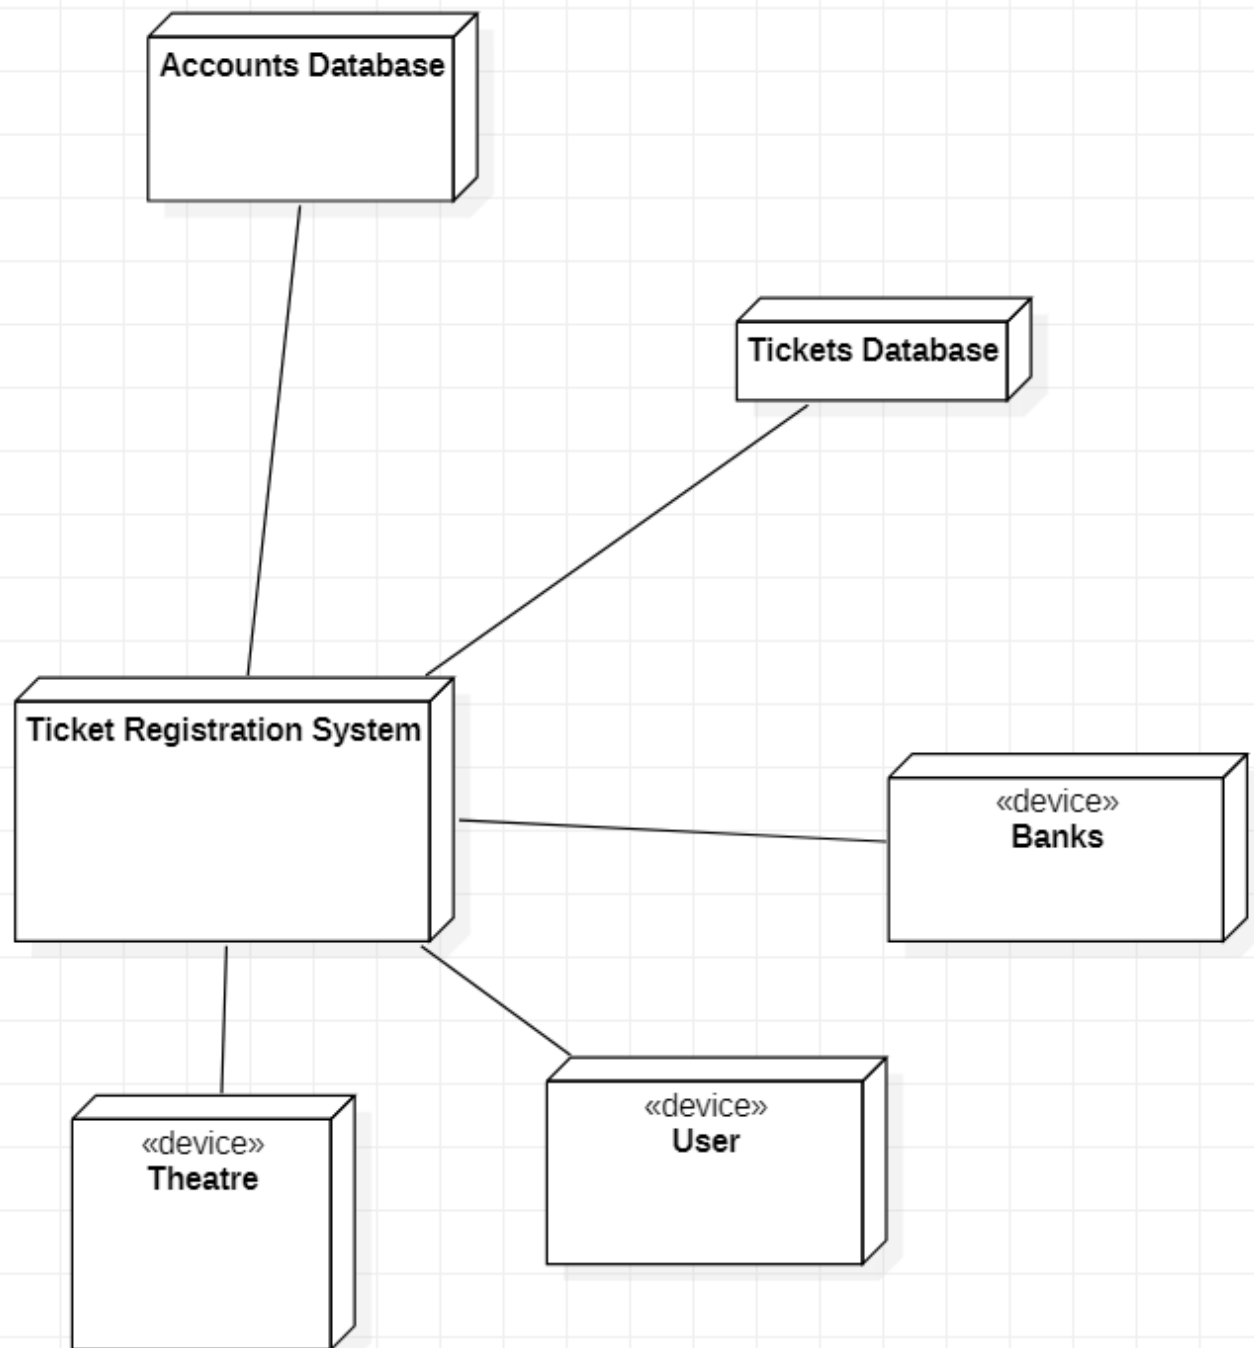 Accounts Database
Tickets Database
Ticket Registration System
«device»
Banks
«device»
User
«device»
Theatre